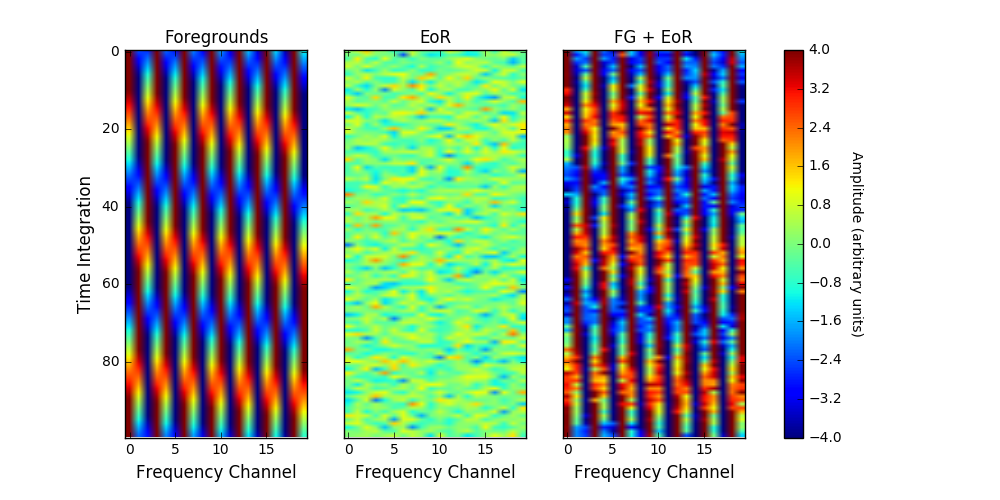 Foregrounds
EoR
FG + EoR
Time Integration
0
20
40
60
80
0 5 10 15
0 5 10 15
0 5 10 15
Frequency Channel
Frequency Channel
Frequency Channel
4.0
3.2
2.4
1.6
0.8
0.0
−0.8
−1.6
−2.4
−3.2
−4.0
Amplitude (arbitrary units)